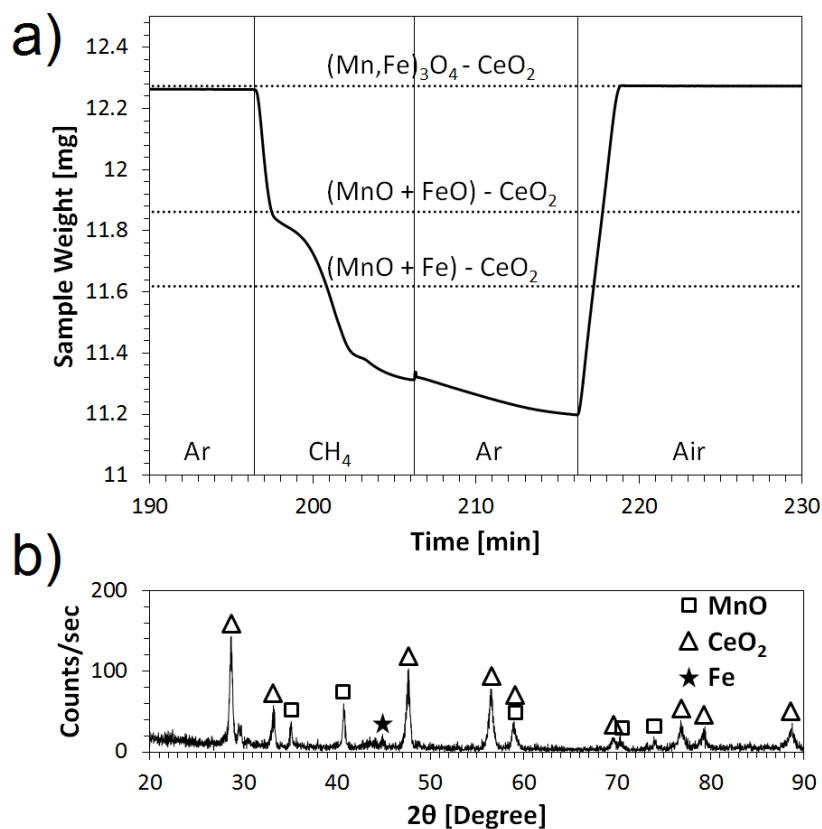 a)
12.4
12.2
12
11.8
11.6
11.4
11.2
11
Sample Weight [mg]
(Mn,Fe)₃O₄ - CeO₂
(MnO + FeO) - CeO₂
(MnO + Fe) - CeO₂
Ar CH₄ Ar Air
190 200 210 220 230
Time [min]
b)
200
100
0
Counts/sec
MnO
CeO₂
Fe
20 30 40 50 60 70 80 90
2θ [Degree]